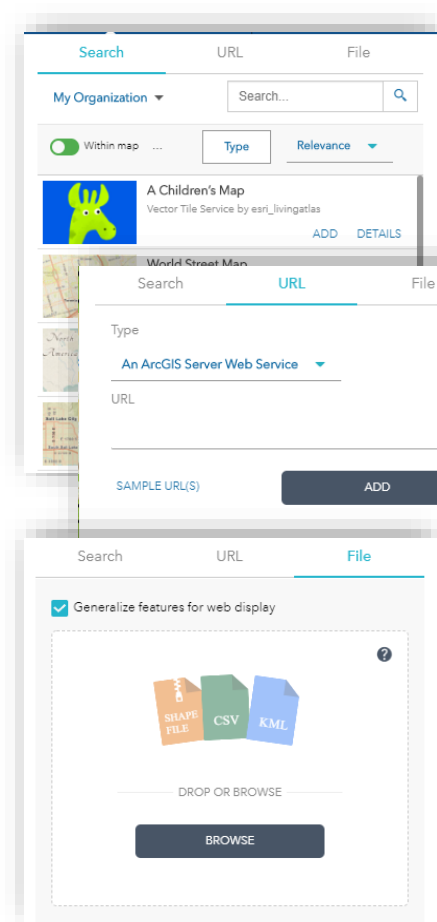 Search URL File
My Organization Search...
Within map ... Type Relevance
A Children's Map
Vector Tile Service by esri_livingatlas
ADD DETAILS
World Street Map
Search URL File
Type
An ArcGIS Server Web Service
URL
SAMPLE URL(S) ADD
Search URL File
Generalize features for web display
?
SHAPE FILE
CSV
KML
DROP OR BROWSE
BROWSE